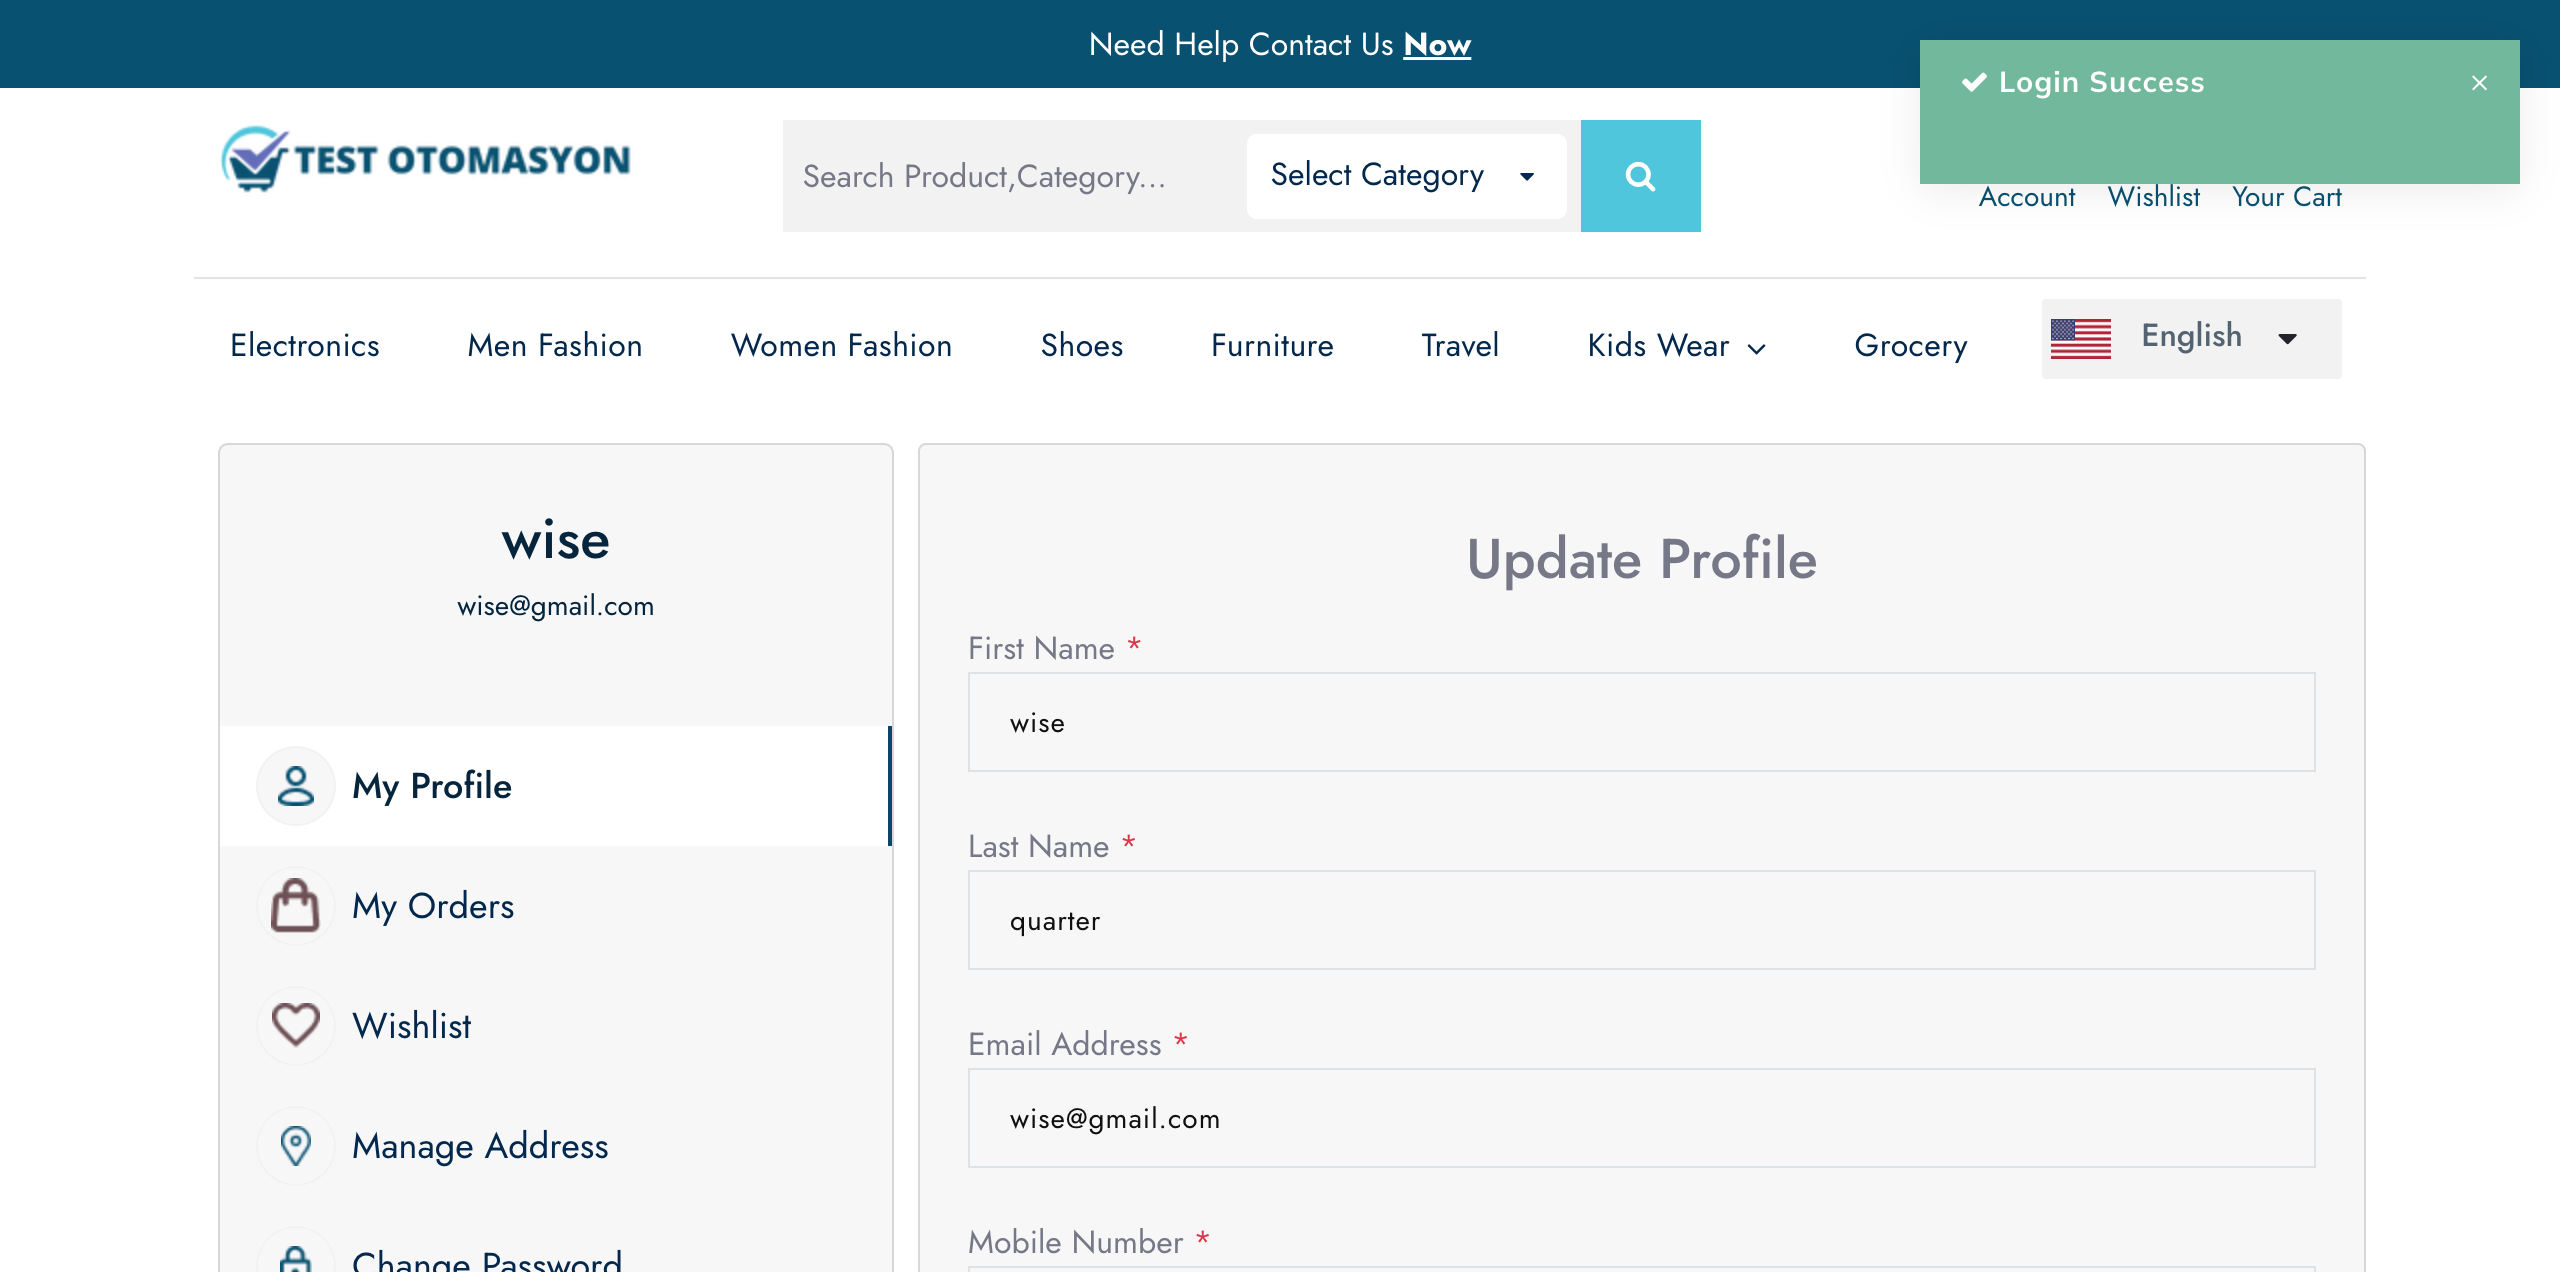 Need Help Contact Us Now
Login Success
TEST OTOMASYON
Search Product,Category...
Select Category
Account Wishlist Your Cart
Electronics Men Fashion Women Fashion Shoes Furniture Travel Kids Wear Grocery English
wise
wise@gmail.com
My Profile
My Orders
Wishlist
Manage Address
Change Password
Update Profile
First Name *
wise
Last Name *
quarter
Email Address *
wise@gmail.com
Mobile Number *